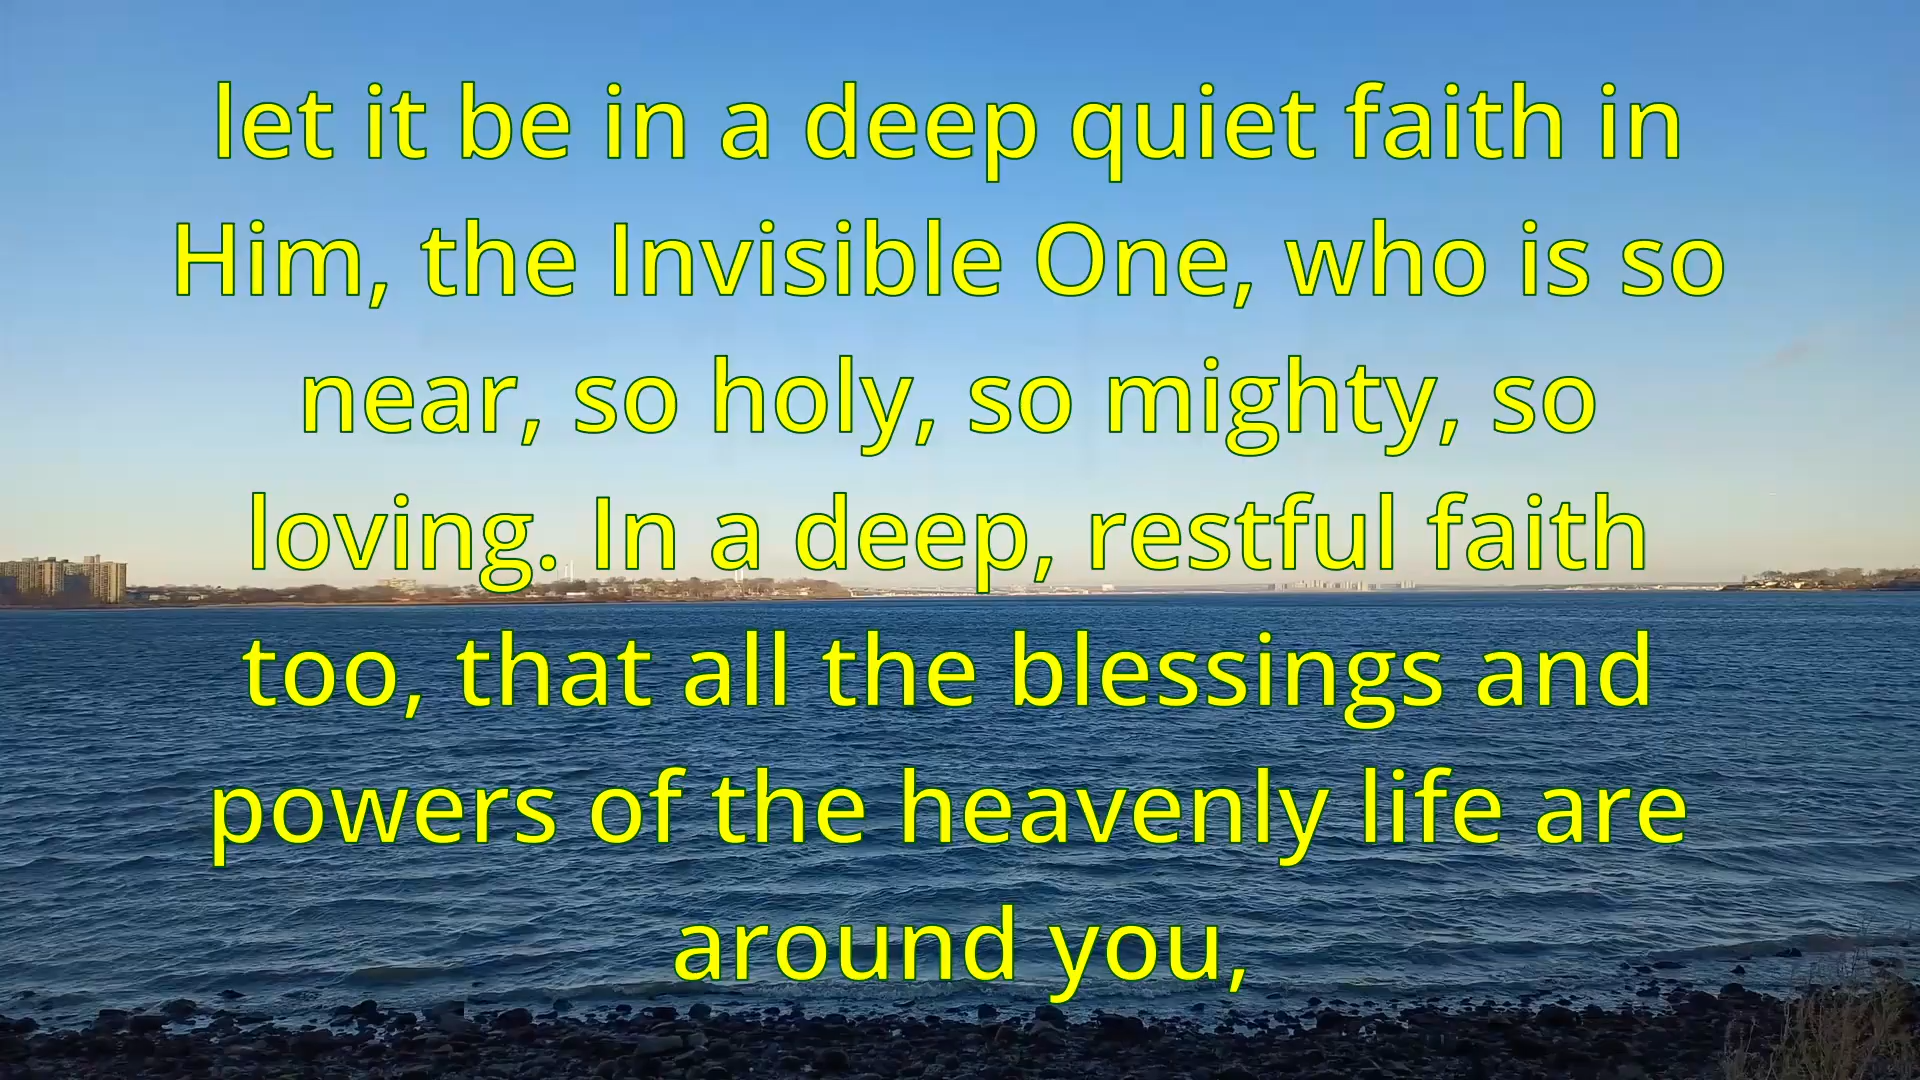 let it be in a deep quiet faith in
Him, the Invisible One, who is so
near, so holy, so mighty, so
loving. In a deep, restful faith
too, that all the blessings and
powers of the heavenly life are
around you,